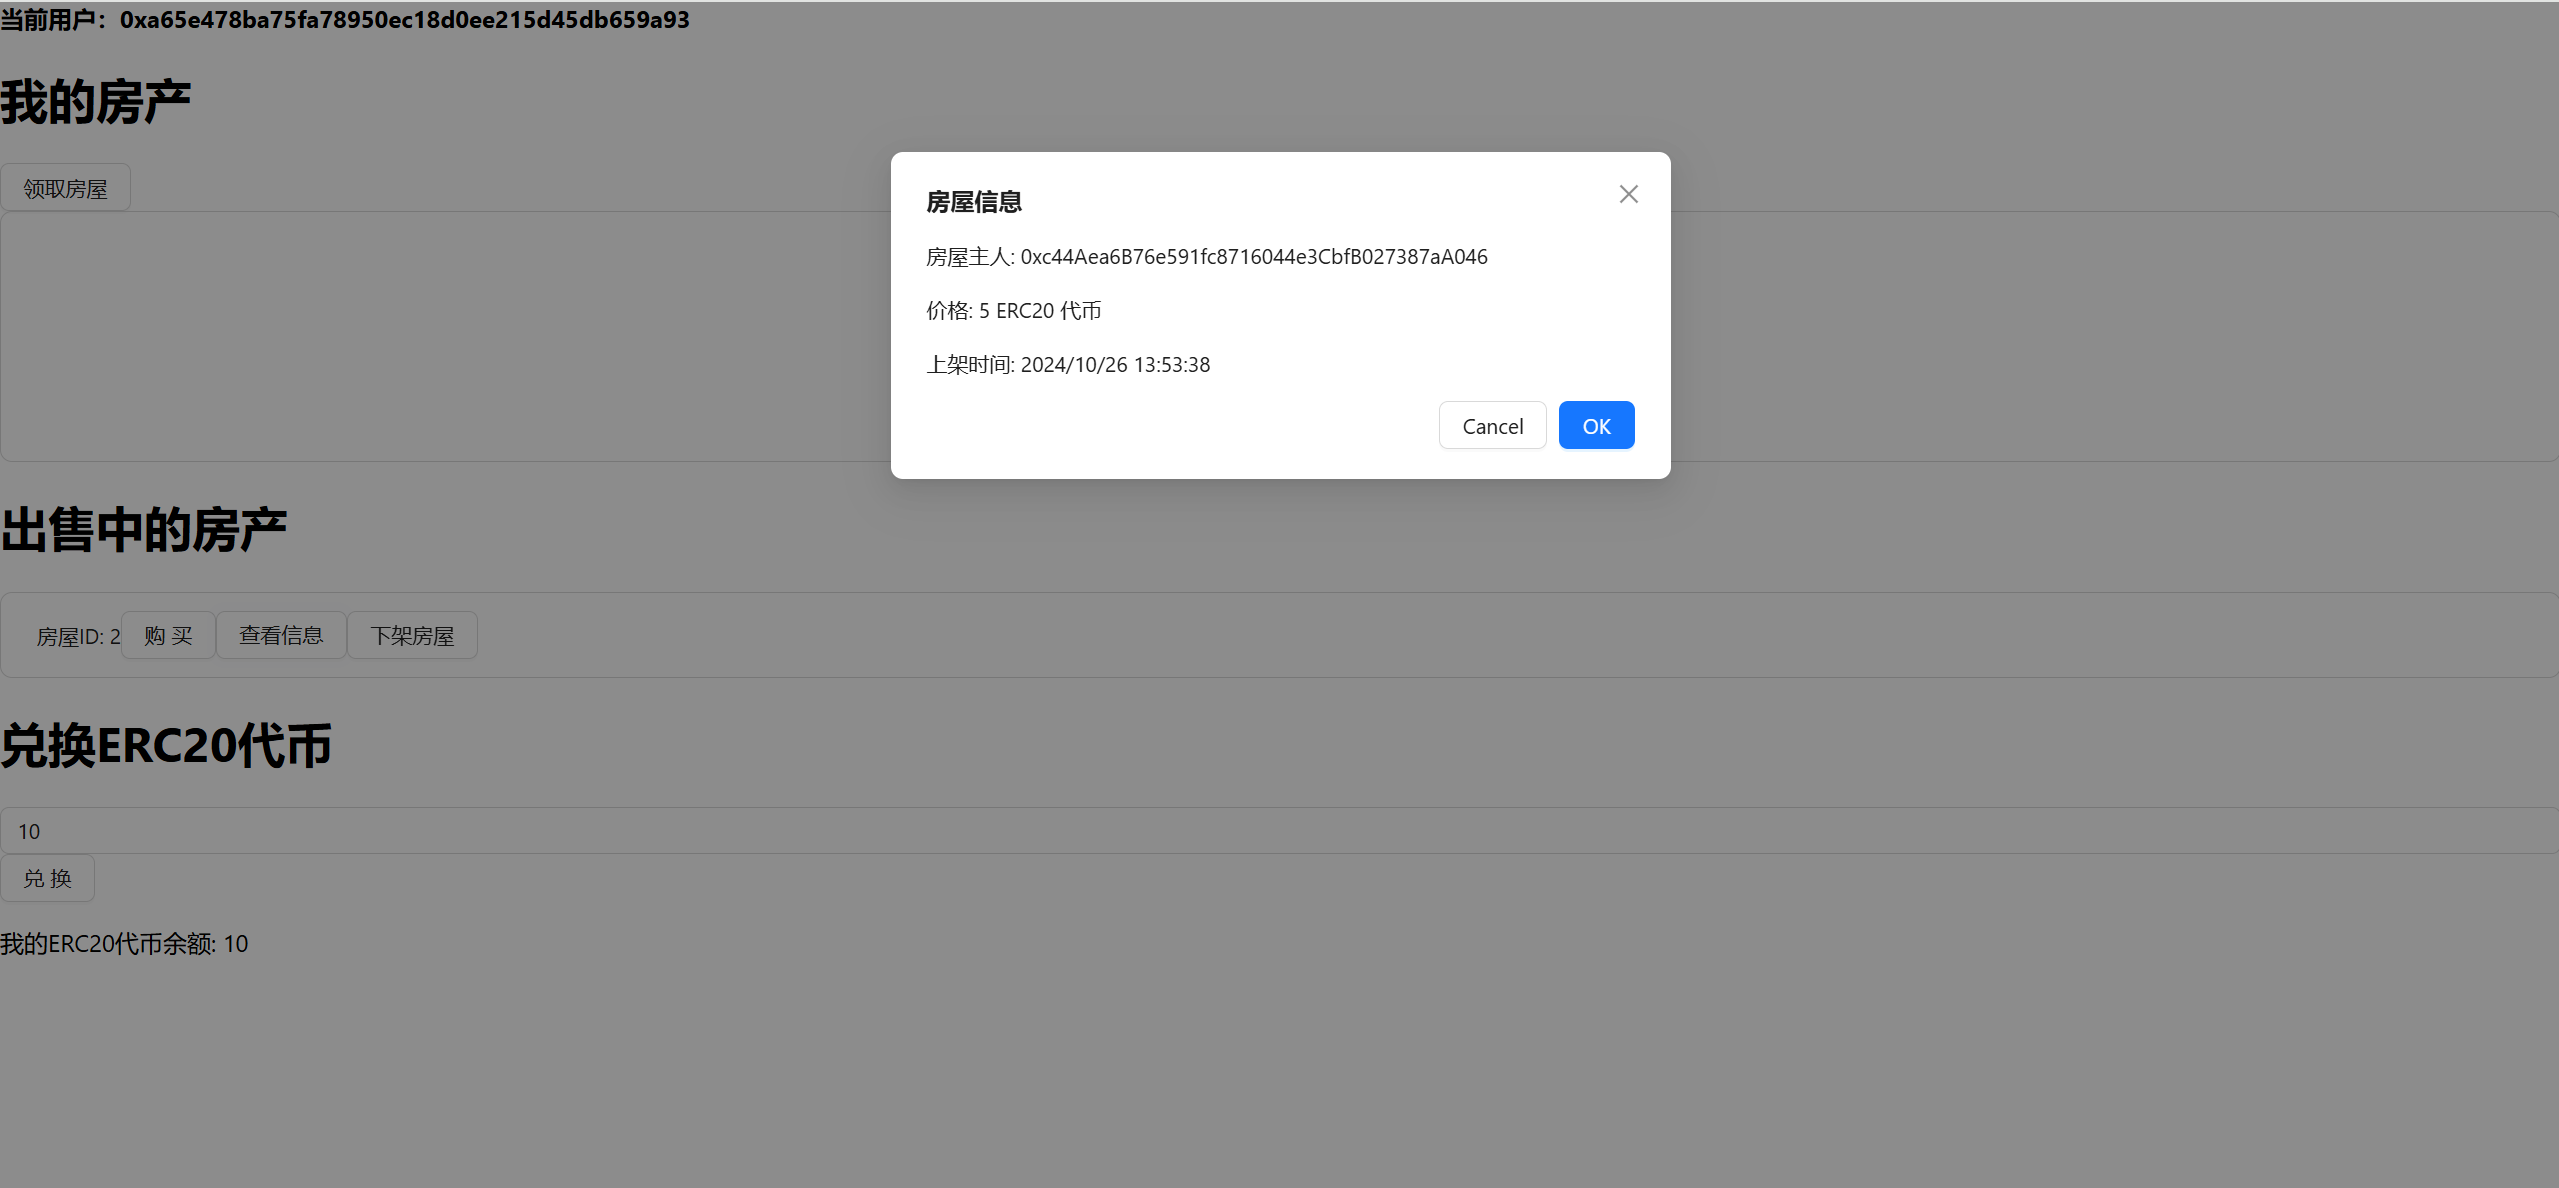 当前用户：0xa65e478ba75fa78950ec18d0ee215d45db659a93
我的房产
领取房屋
房屋信息
房屋主人: 0xc44Aea6B76e591fc8716044e3CbfB027387aA046
价格: 5 ERC20 代币
上架时间: 2024/10/26 13:53:38
Cancel OK
出售中的房产
房屋ID: 2 购 买 查看信息 下架房屋
兑换ERC20代币
10
兑 换
我的ERC20代币余额: 10